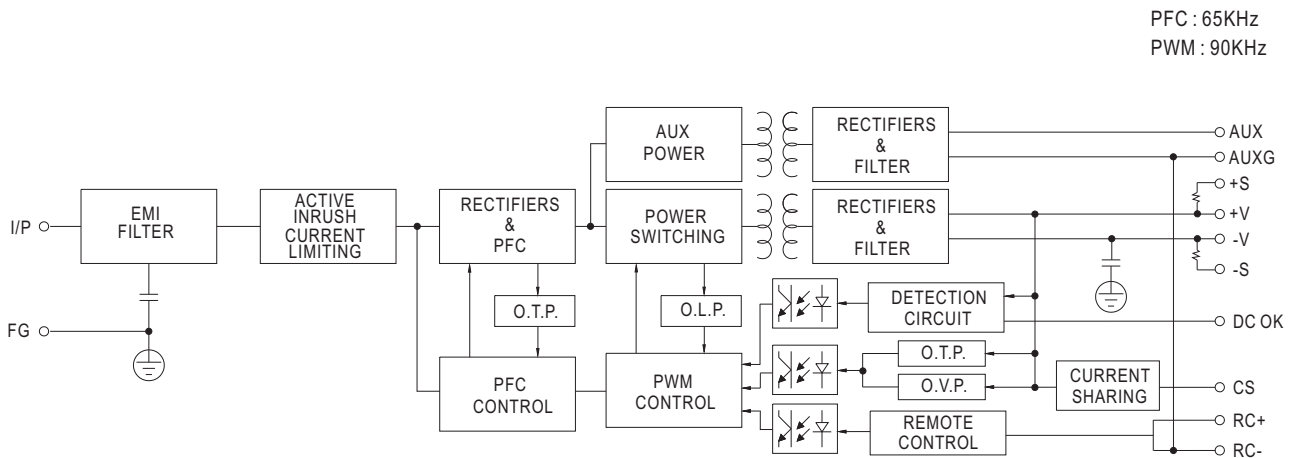 PFC : 65KHz
PWM : 90KHz
AUX
POWER
RECTIFIERS
&
FILTER
AUX
AUXG
I/P
EMI
FILTER
ACTIVE
INRUSH
CURRENT
LIMITING
RECTIFIERS
&
PFC
POWER
SWITCHING
RECTIFIERS
&
FILTER
+S
+V
-V
-S
FG
O.T.P.
O.L.P.
DETECTION
CIRCUIT
DC OK
PFC
CONTROL
PWM
CONTROL
O.T.P.
O.V.P.
CURRENT
SHARING
CS
REMOTE
CONTROL
RC+
RC-